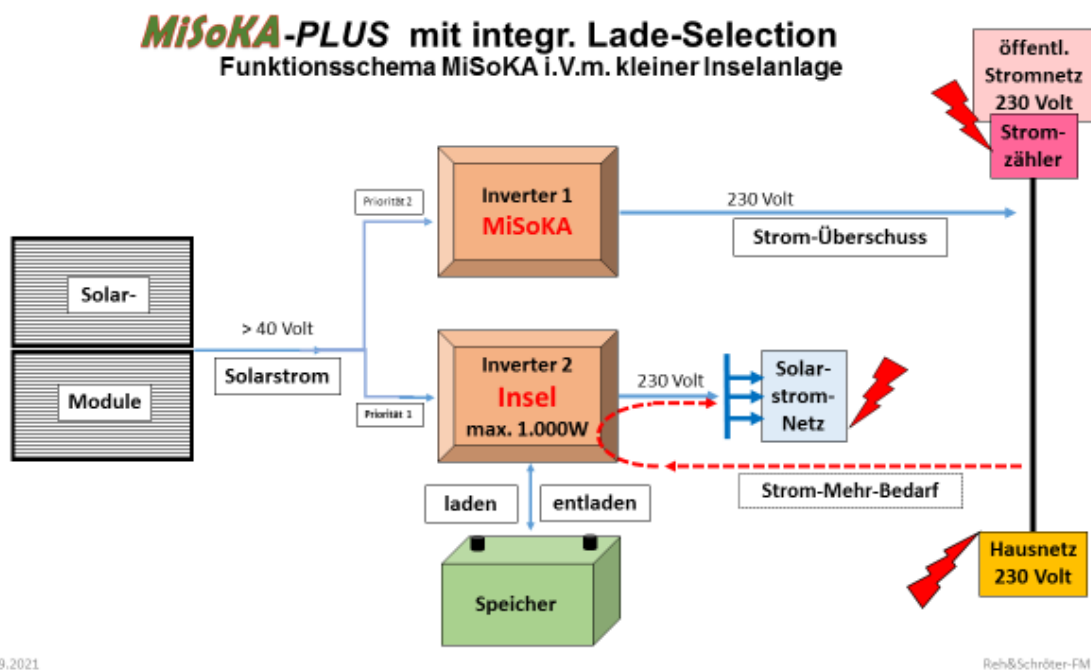 MiSoKA-PLUS mit integr. Lade-Selection
Funktionsschema MiSoKA i.V.m. kleiner Inselanlage
öffentl.
Stromnetz
230 Volt
Strom-
zähler
Priorität 2
Inverter 1
MiSoKA
230 Volt
Strom-Überschuss
Solar-
Module
> 40 Volt
Solarstrom
Priorität 1
Inverter 2
Insel
max. 1.000W
230 Volt
Solar-
strom-
Netz
Strom-Mehr-Bedarf
laden
entladen
Speicher
Hausnetz
230 Volt
9.2021
Reh&Schröter-FM